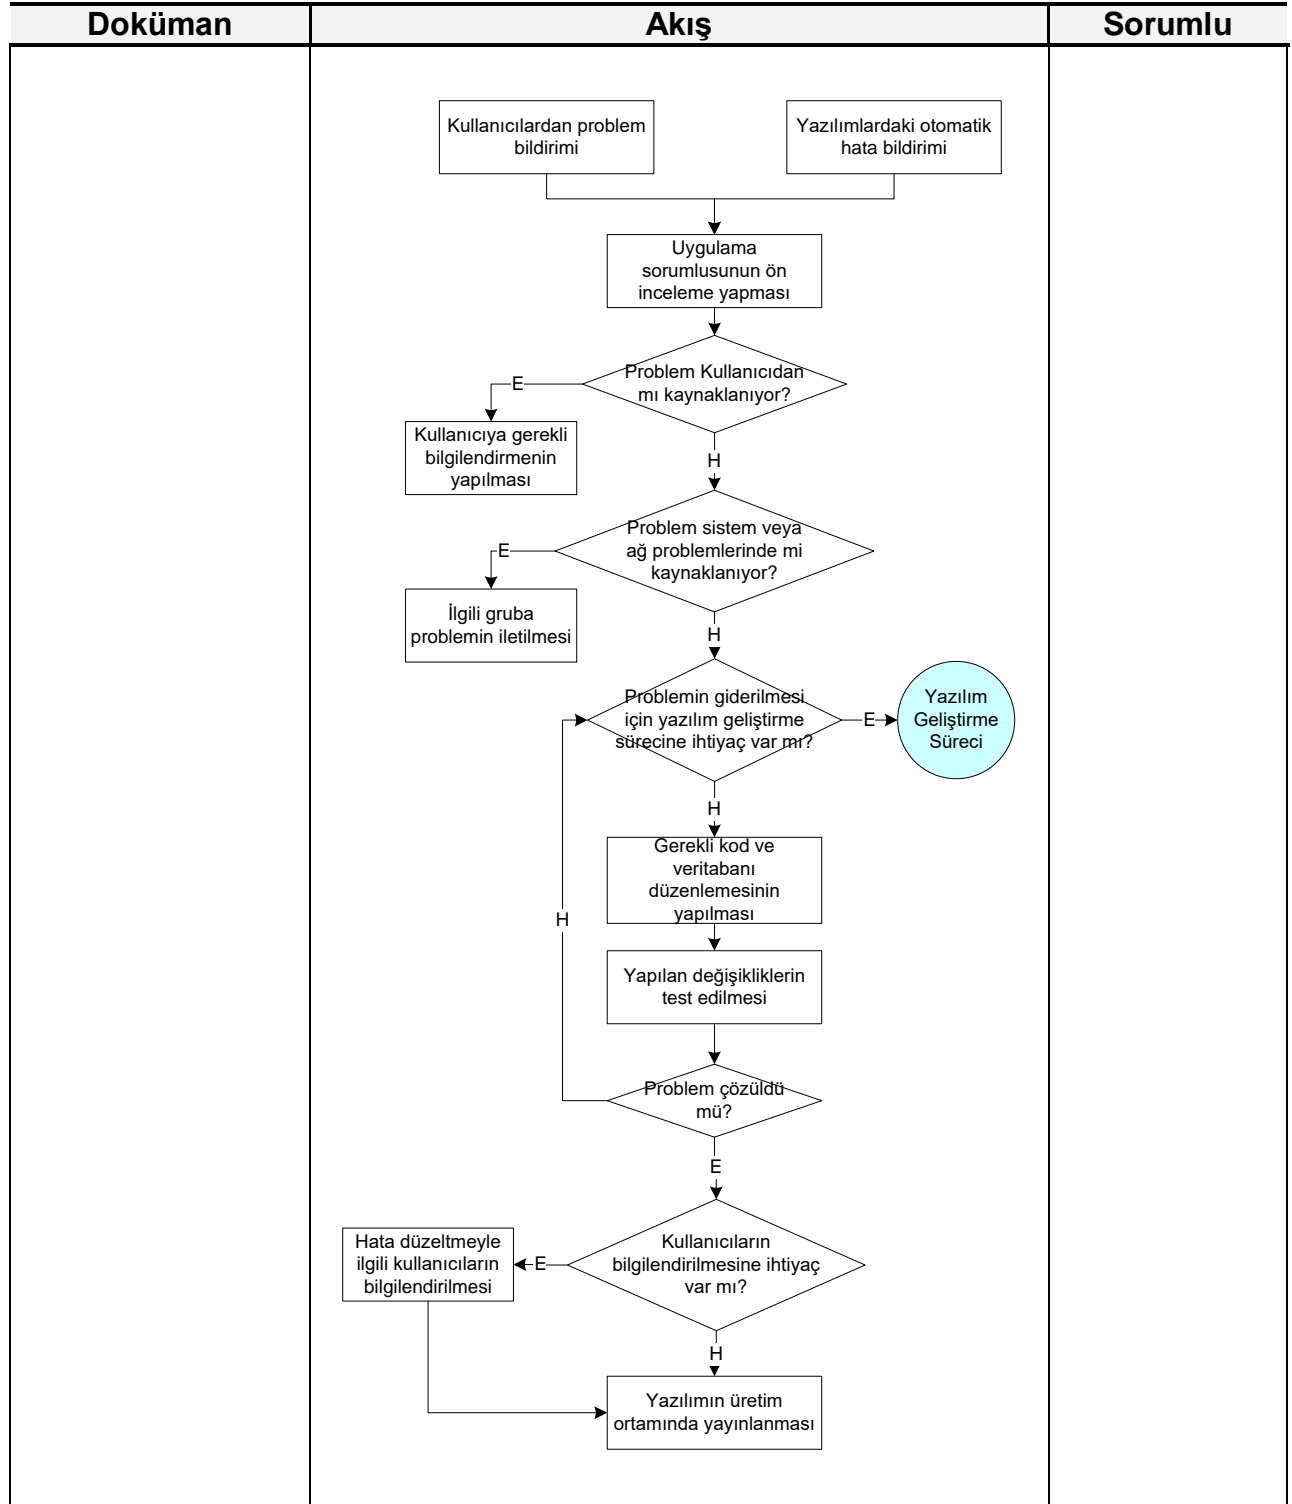 Doküman
Akış
Sorumlu
Kullanıcılardan problem
bildirimi
Yazılımlardaki otomatik
hata bildirimi
Uygulama
sorumlusunun ön
inceleme yapması
Problem Kullanıcıdan
mı kaynaklanıyor?
E
Kullanıcıya gerekli
bilgilendirmenin
yapılması
H
Problem sistem veya
ağ problemlerinde mi
kaynaklanıyor?
E
İlgili gruba
problemin iletilmesi
H
Problemin giderilmesi
için yazılım geliştirme
sürecine ihtiyaç var mı?
E
Yazılım
Geliştirme
Süreci
H
Gerekli kod ve
veritabanı
düzenlemesinin
yapılması
H
Yapılan değişikliklerin
test edilmesi
Problem çözüldü
mü?
E
Kullanıcıların
bilgilendirilmesine ihtiyaç
var mı?
E
Hata düzeltmeyle
ilgili kullanıcıların
bilgilendirilmesi
H
Yazılımın üretim
ortamında yayınlanması